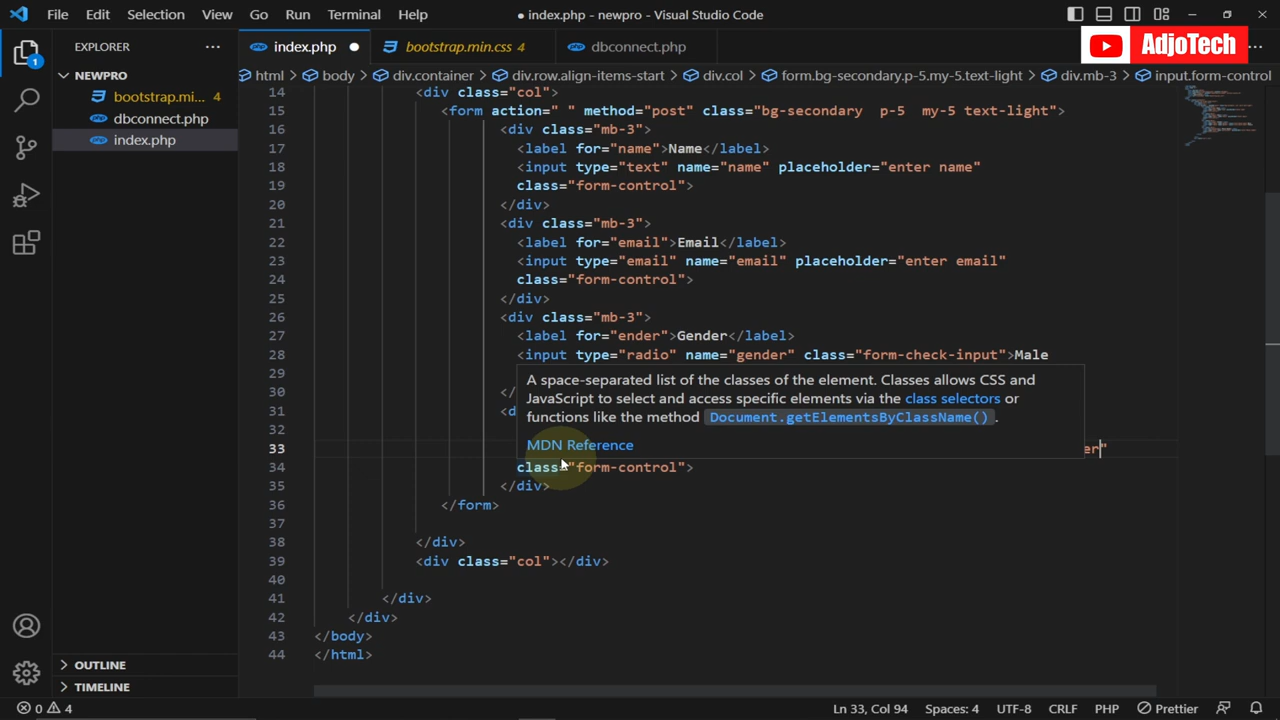 File Edit Selection View Go Run Terminal Help
● index.php - newpro - Visual Studio Code
AdjoTech
EXPLORER ...
index.php ●
bootstrap.min.css 4
dbconnect.php
...
1
NEWPRO
html > body > div.container > div.row.align-items-start > div.col > form.bg-secondary.p-5.my-5.text-light > div.mb-3 > input.form-control
bootstrap.mi... 4
dbconnect.php
index.php
14 <div class="col">
15 <form action=" " method="post" class="bg-secondary p-5 my-5 text-light">
16 <div class="mb-3">
17 <label for="name">Name</label>
18 <input type="text" name="name" placeholder="enter name"
19 class="form-control">
20 </div>
21 <div class="mb-3">
22 <label for="email">Email</label>
23 <input type="email" name="email" placeholder="enter email"
24 class="form-control">
25 </div>
26 <div class="mb-3">
27 <label for="ender">Gender</label>
28 <input type="radio" name="gender" class="form-check-input">Male
29
30 </
31 <d
32
33 er"
A space-separated list of the classes of the element. Classes allows CSS and
JavaScript to select and access specific elements via the class selectors or
functions like the method Document.getElementsByClassName().
MDN Reference
34 class="form-control">
35 </div>
36 </form>
37
38 </div>
39 <div class="col"></div>
40
41 </div>
42 </div>
43 </body>
44 </html>
OUTLINE
TIMELINE
0 4 Ln 33, Col 94 Spaces: 4 UTF-8 CRLF PHP Prettier